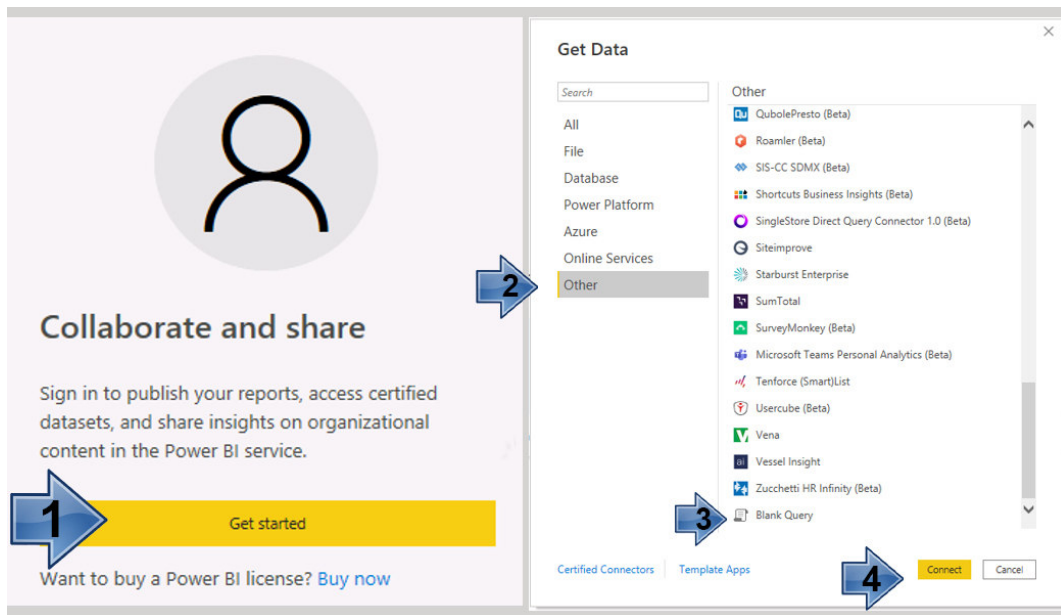 Collaborate and share
Sign in to publish your reports, access certified
datasets, and share insights on organizational
content in the Power BI service.
1
Get started
Want to buy a Power BI license? Buy now
Get Data
Search
All
File
Database
Power Platform
Azure
Online Services
2
Other
Other
QubolePresto (Beta)
Roamler (Beta)
SIS-CC SDMX (Beta)
Shortcuts Business Insights (Beta)
SingleStore Direct Query Connector 1.0 (Beta)
Siteimprove
Starburst Enterprise
SumTotal
SurveyMonkey (Beta)
Microsoft Teams Personal Analytics (Beta)
Tenforce (Smart)List
Usercube (Beta)
Vena
Vessel Insight
Zucchetti HR Infinity (Beta)
3
Blank Query
Certified Connectors
Template Apps
4
Connect
Cancel